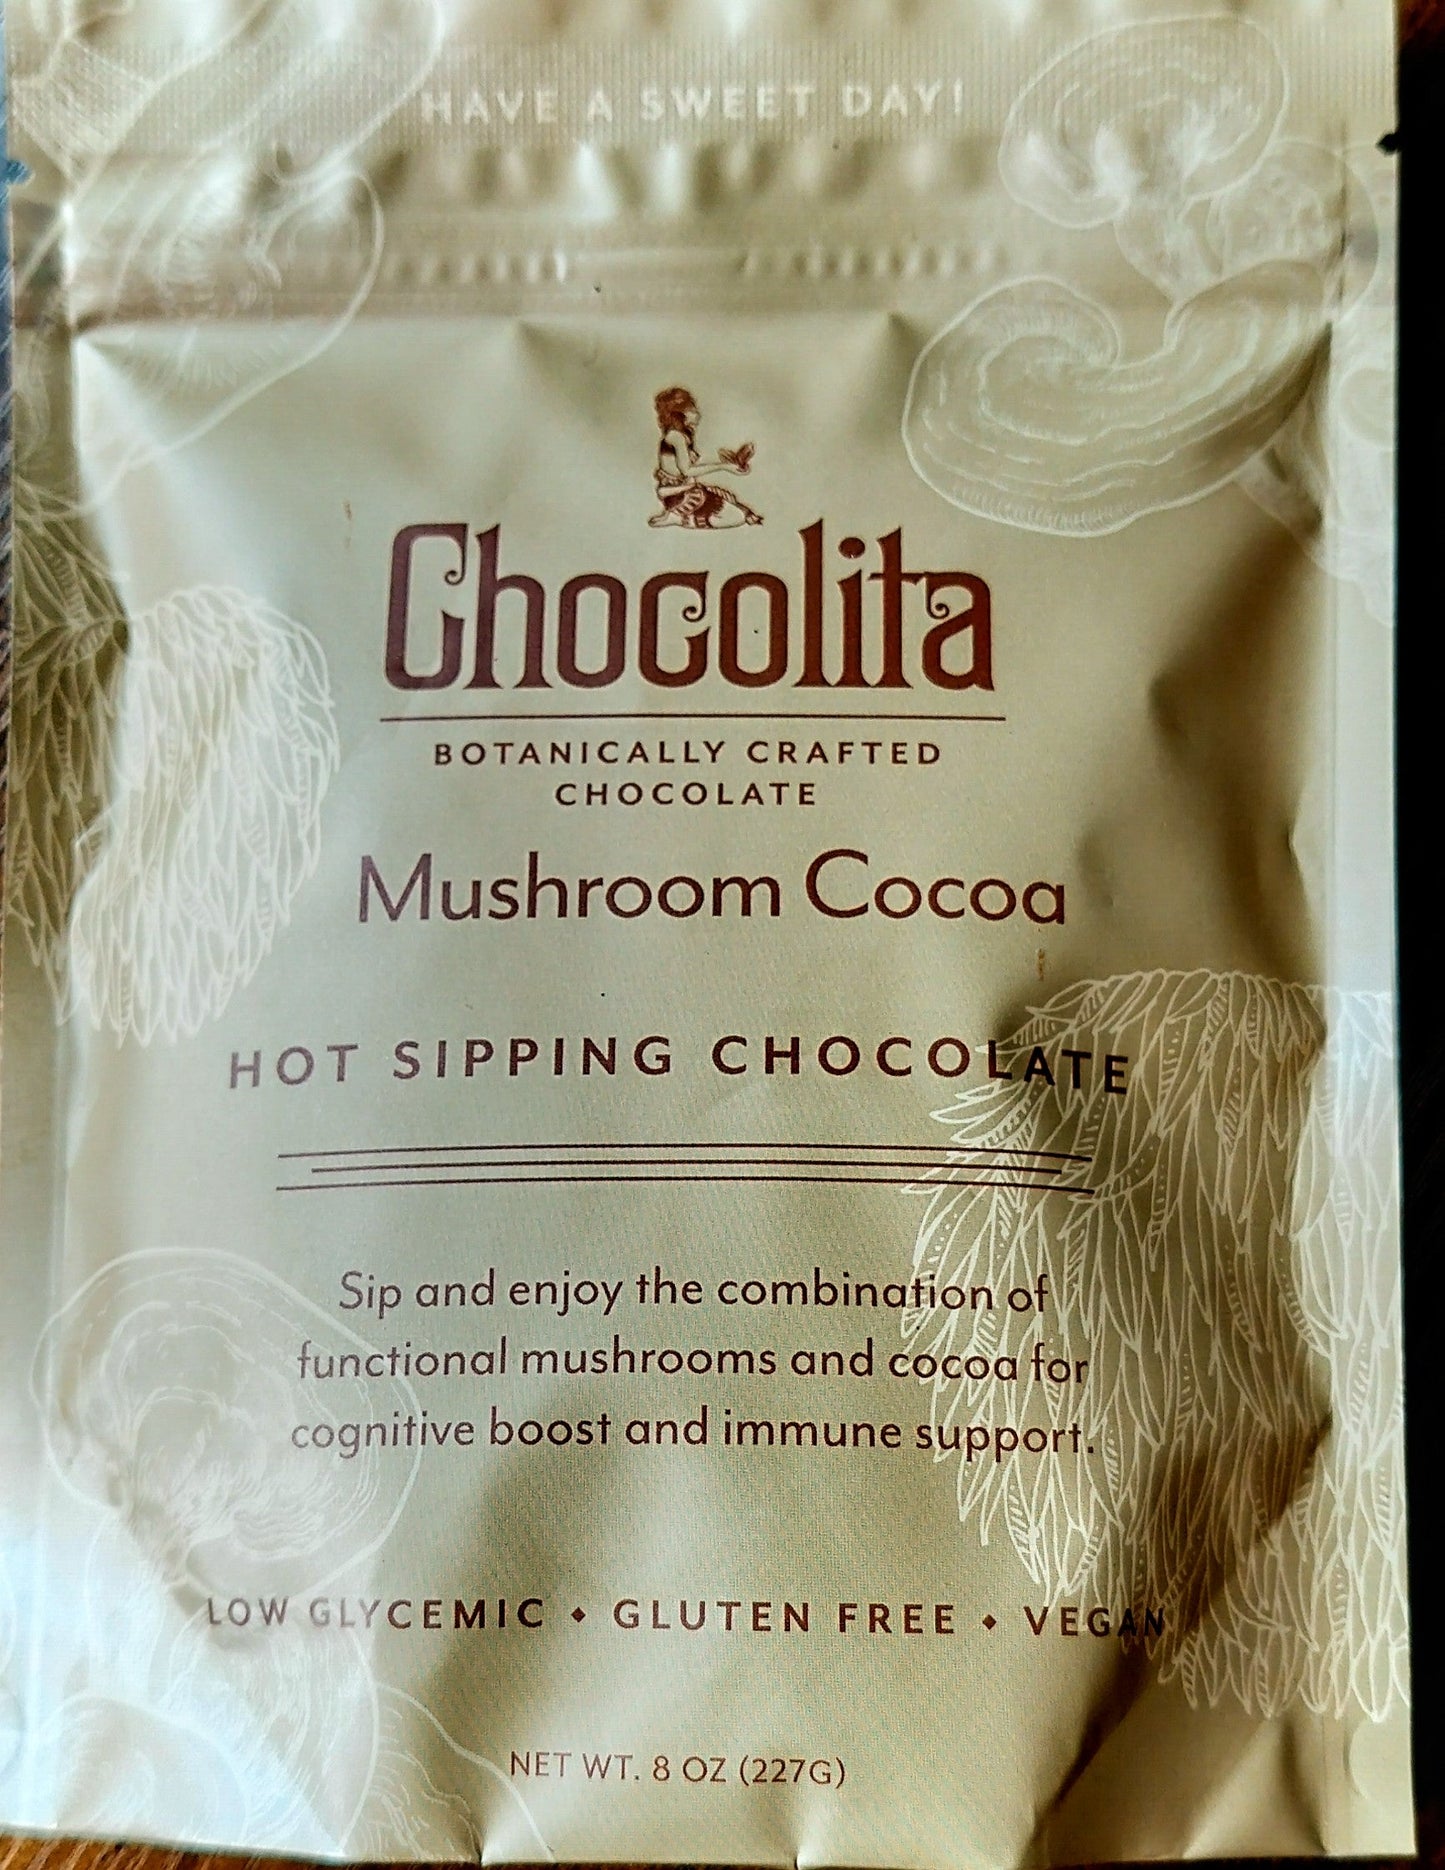 HAVE A SWEET DAY!
Chocolita
BOTANICALLY CRAFTED
CHOCOLATE
Mushroom Cocoa
HOT SIPPING CHOCOLATE
Sip and enjoy the combination of
functional mushrooms and cocoa for
cognitive boost and immune support.
LOW GLYCEMIC ♦ GLUTEN FREE ♦ VEGAN
NET WT. 8 OZ (227G)